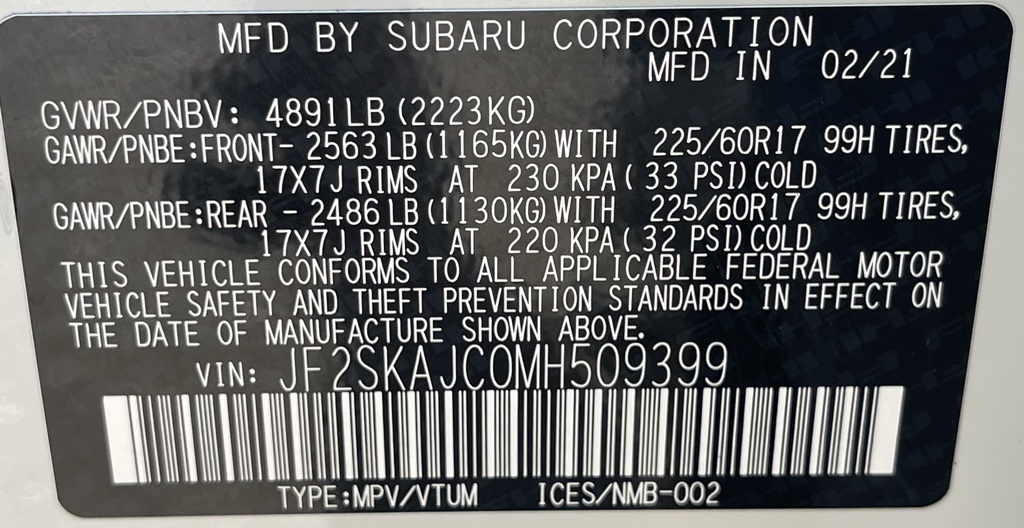 MFD BY SUBARU CORPORATION
MFD IN 02/21
GVWR/PNBV: 4891LB (2223KG)
GAWR/PNBE:FRONT- 2563 LB (1165KG) WITH 225/60R17 99H TIRES,
17X7J RIMS AT 230 KPA( 33 PSI) COLD
GAWR/PNBE:REAR - 2486 LB (1130KG) WITH 225/60R17 99H TIRES,
17X7J RIMS AT 220 KPA( 32 PSI) COLD
THIS VEHICLE CONFORMS TO ALL APPLICABLE FEDERAL MOTOR
VEHICLE SAFETY AND THEFT PREVENTION STANDARDS IN EFFECT ON
THE DATE OF MANUFACTURE SHOWN ABOVE.
VIN: JF2SKAJC0MH509399
TYPE:MPV/VTUM ICES/NMB-002